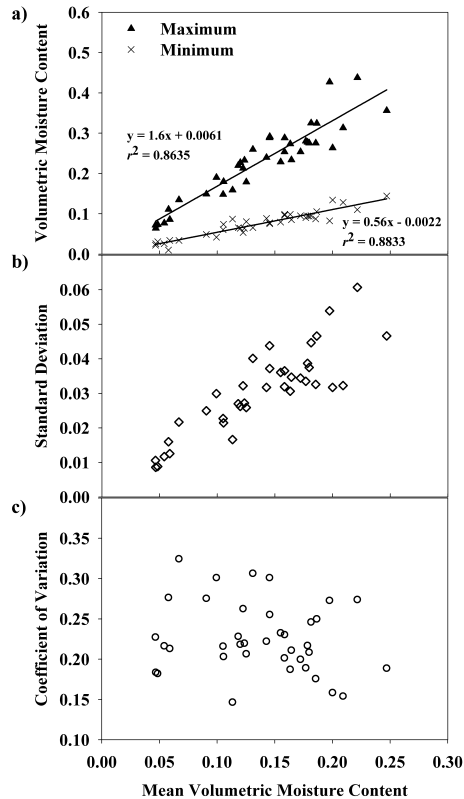 a)
0.6
0.5
0.4
0.3
0.2
0.1
0.0
Volumetric Moisture Content
Maximum
Minimum
y = 1.6x + 0.0061
r² = 0.8635
y = 0.56x - 0.0022
r² = 0.8833
b)
0.06
0.05
0.04
0.03
0.02
0.01
0.00
Standard Deviation
c)
0.35
0.30
0.25
0.20
0.15
0.10
Coefficient of Variation
0.00 0.05 0.10 0.15 0.20 0.25 0.30
Mean Volumetric Moisture Content